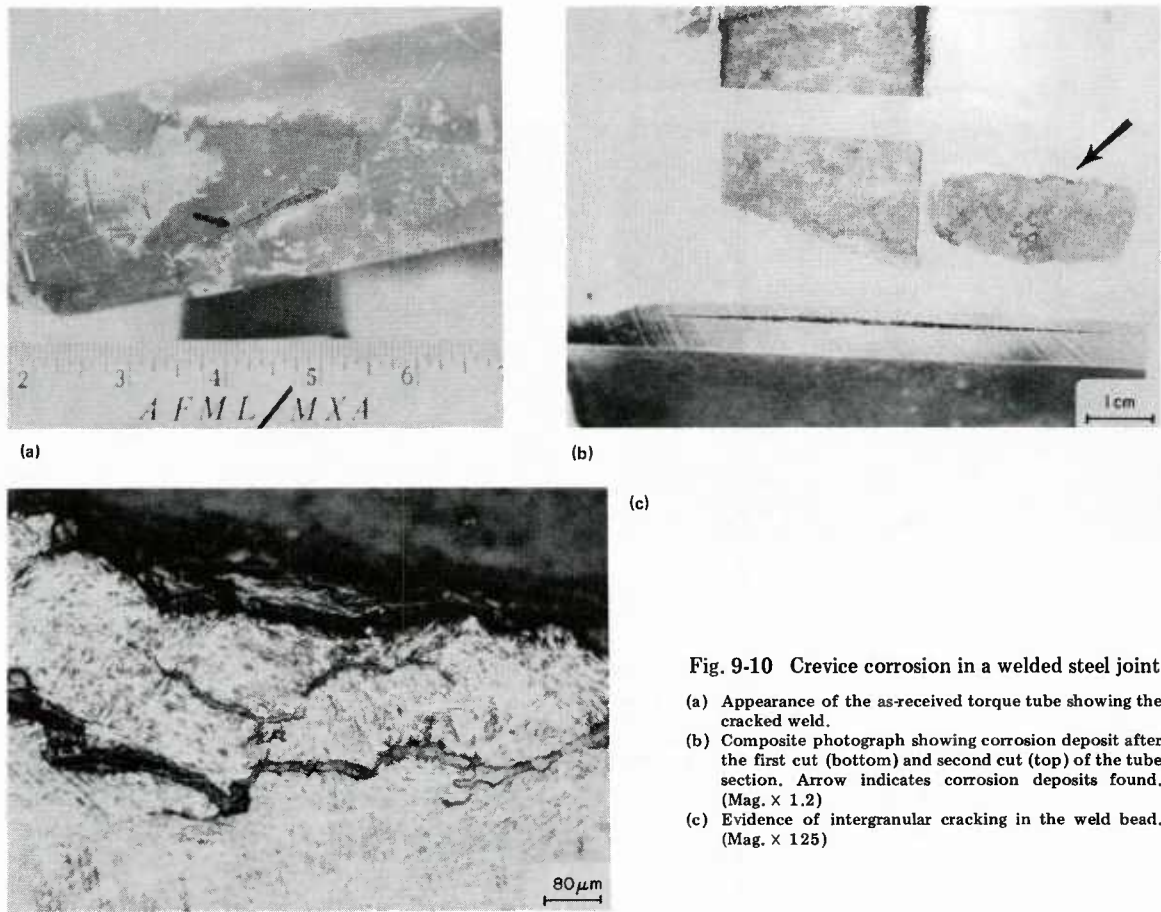 2 3 4 5 6
A F M L / M X A
1 cm
(a)
(b)
(c)
80μm
Fig. 9-10 Crevice corrosion in a welded steel joint
(a) Appearance of the as-received torque tube showing the
cracked weld.
(b) Composite photograph showing corrosion deposit after
the first cut (bottom) and second cut (top) of the tube
section. Arrow indicates corrosion deposits found.
(Mag. × 1.2)
(c) Evidence of intergranular cracking in the weld bead.
(Mag. × 125)